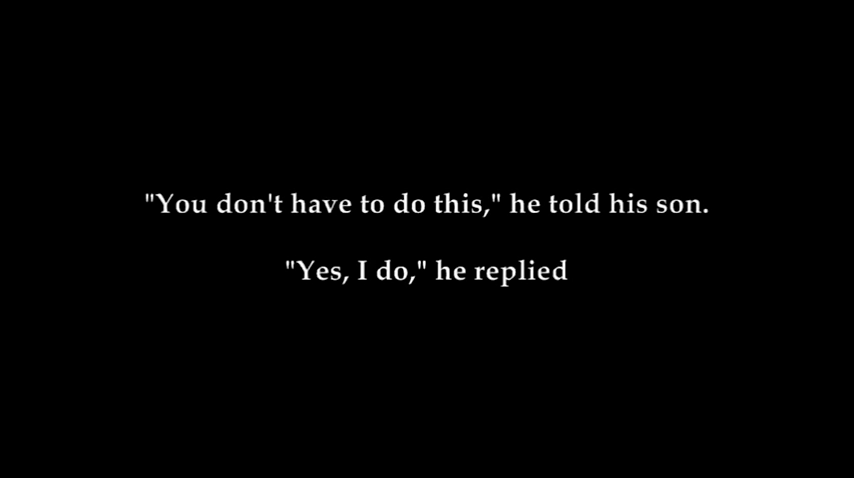 "You don't have to do this," he told his son.
"Yes, I do," he replied